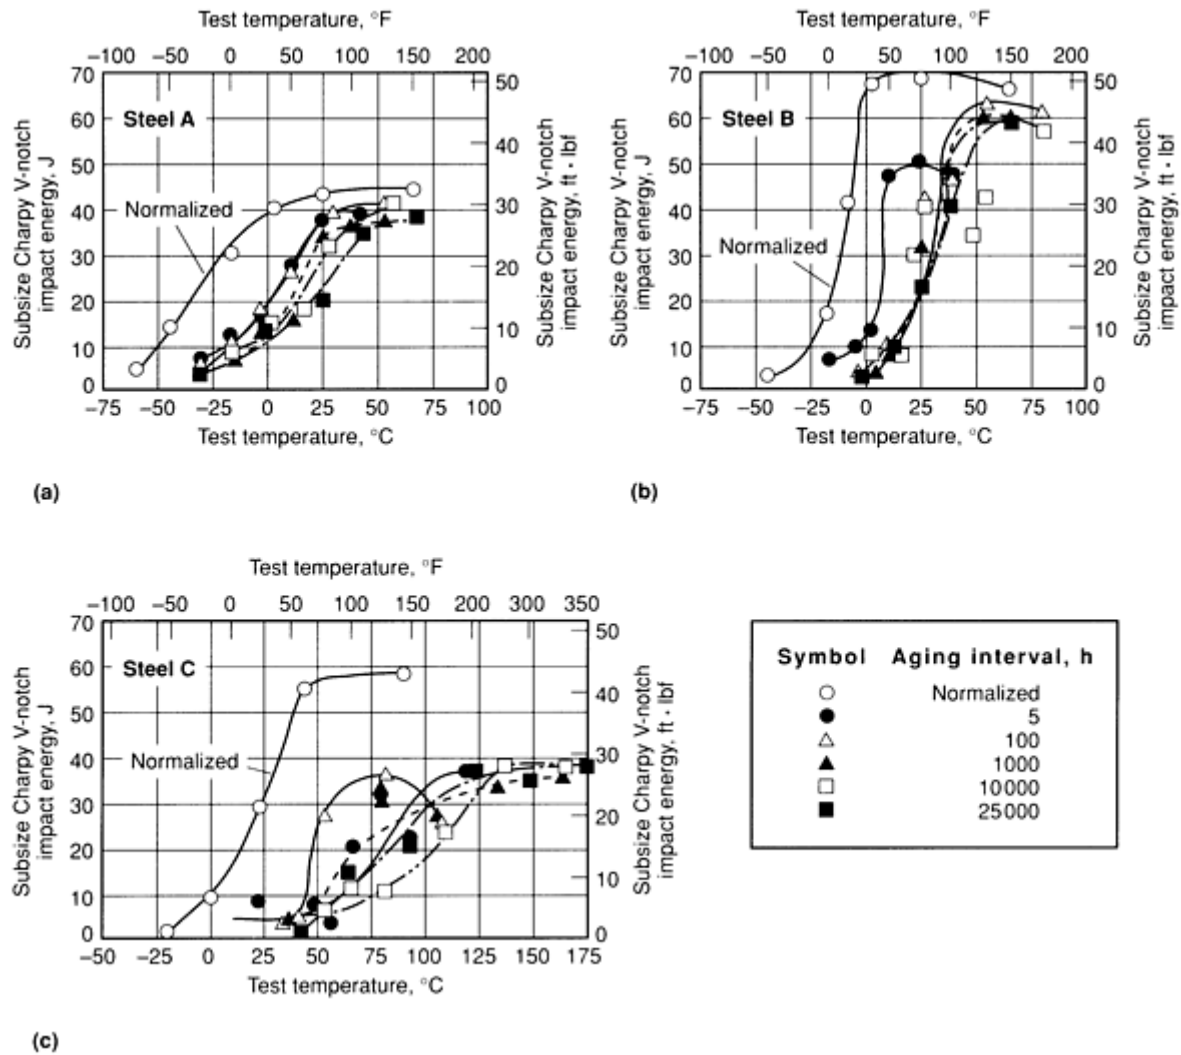 Test temperature, °F
−100 −50 0 50 100 150 200
70 60 50 40 30 20 10 0
Subsize Charpy V-notch
impact energy, J
Steel A
Normalized
50 40 30 20 10 0
Subsize Charpy V-notch
impact energy, ft · lbf
−75 −50 −25 0 25 50 75 100
Test temperature, °C
(a)
Test temperature, °F
−100 −50 0 50 100 150 200
70 60 50 40 30 20 10 0
Subsize Charpy V-notch
impact energy, J
Steel B
Normalized
50 40 30 20 10 0
Subsize Charpy V-notch
impact energy, ft · lbf
−75 −50 −25 0 25 50 75 100
Test temperature, °C
(b)
Test temperature, °F
−100 −50 0 50 100 150 200 300 350
70 60 50 40 30 20 10 0
Subsize Charpy V-notch
impact energy, J
Steel C
Normalized
50 40 30 20 10 0
Subsize Charpy V-notch
impact energy, ft · lbf
−50 −25 0 25 50 75 100 125 150 175
Test temperature, °C
(c)
Symbol Aging interval, h
Normalized
5
100
1000
10 000
25 000